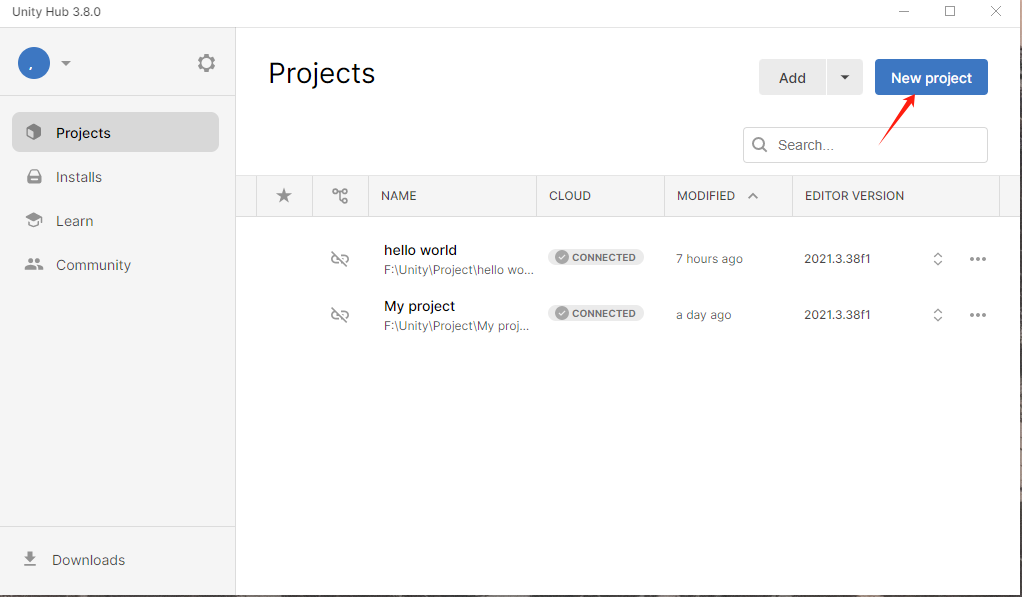 Unity Hub 3.8.0
,
Projects
Installs
Learn
Community
Downloads
Projects
Add
New project
Search...
NAME CLOUD MODIFIED EDITOR VERSION
hello world
F:\Unity\Project\hello wo...
CONNECTED
7 hours ago
2021.3.38f1
My project
F:\Unity\Project\My proj...
CONNECTED
a day ago
2021.3.38f1